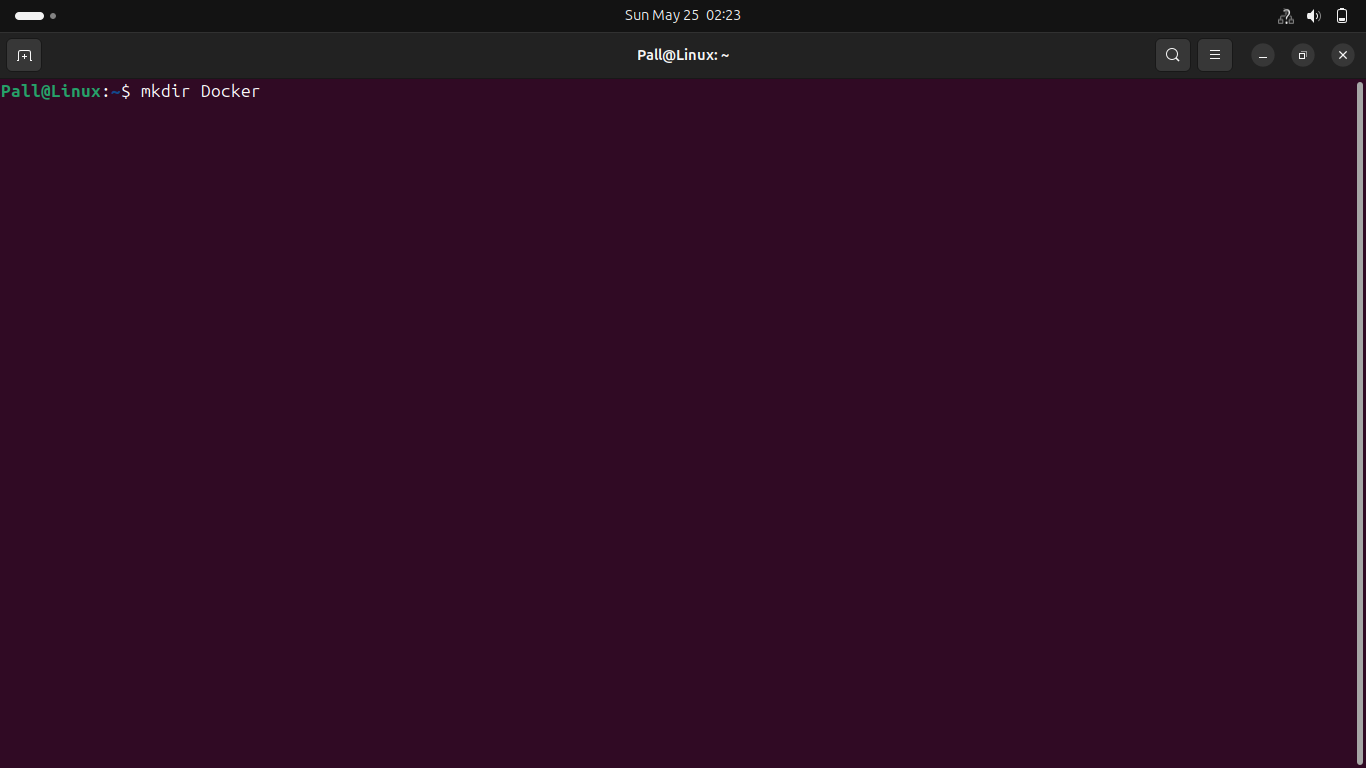 Sun May 25 02:23
Pall@Linux: ~
Pall@Linux:~$ mkdir Docker